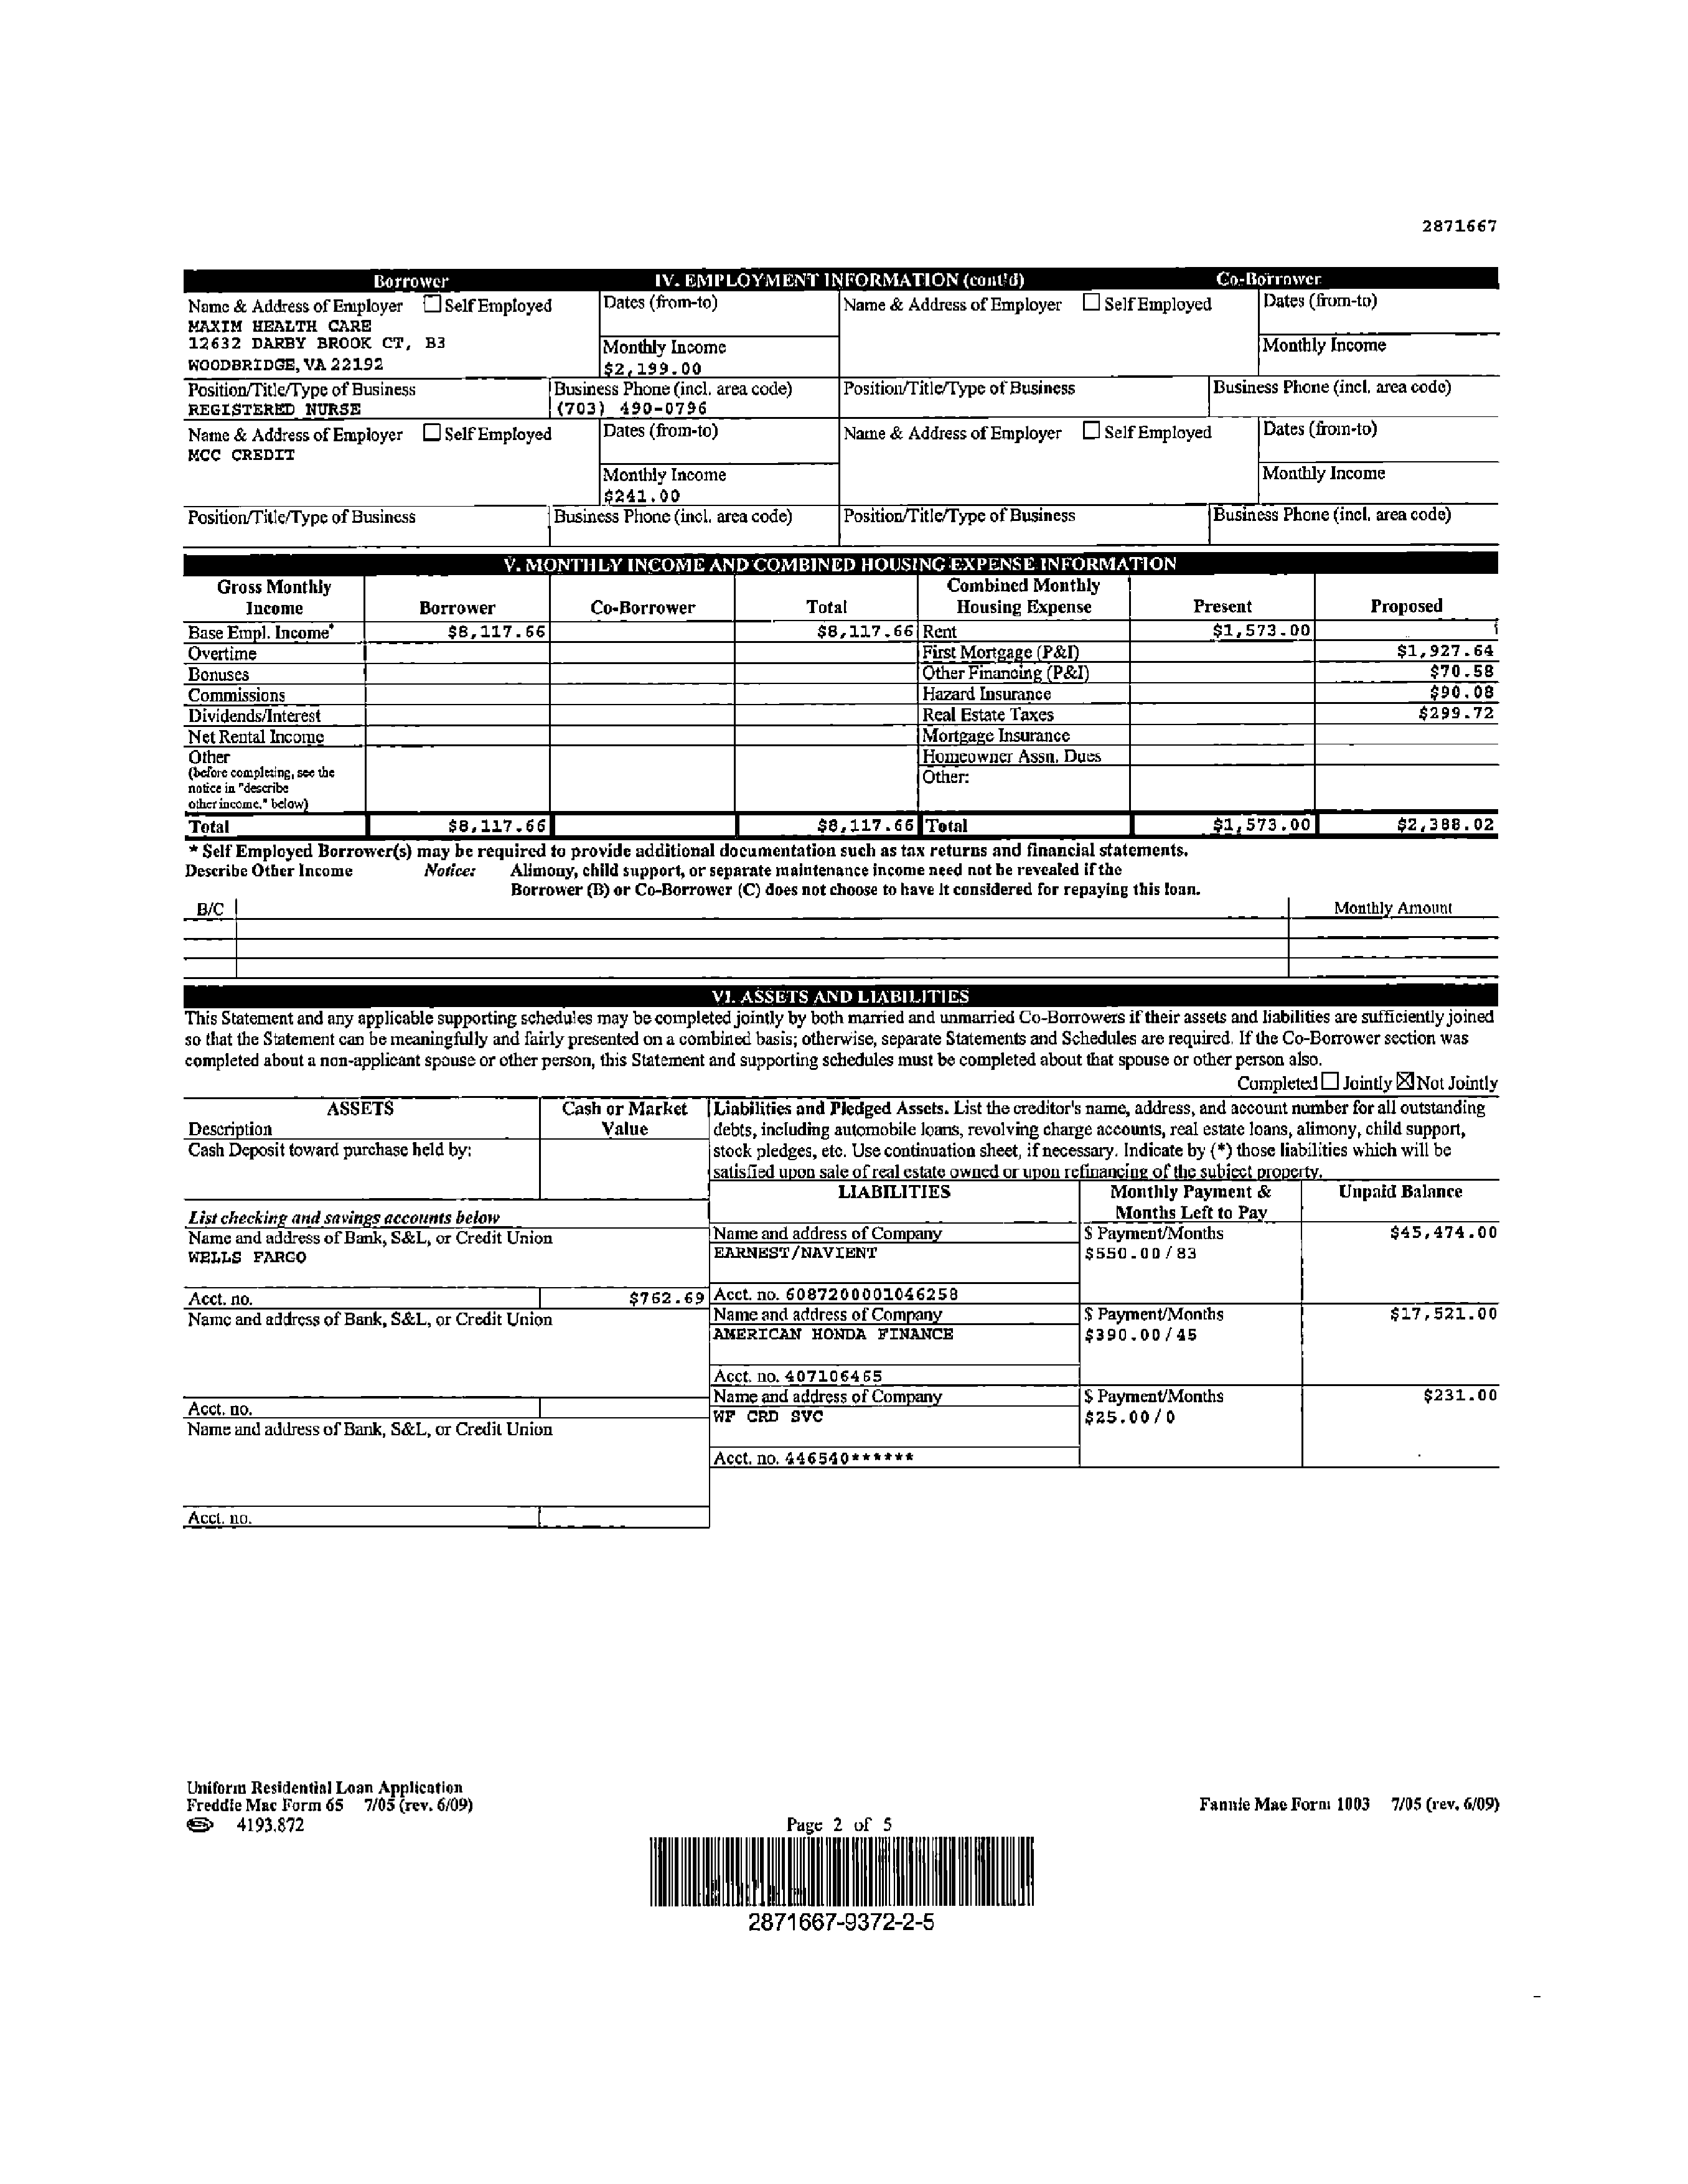 2871667
Borrower IV. EMPLOYMENT INFORMATION (cont'd) Co-Borrower
Name & Address of Employer ☐ Self Employed Dates (from-to) Name & Address of Employer ☐ Self Employed Dates (from-to)
MAXIM HEALTH CARE
12632 DARBY BROOK CT, B3 Monthly Income Monthly Income
WOODBRIDGE, VA 22192 $2,199.00
Position/Title/Type of Business Business Phone (incl. area code) Position/Title/Type of Business Business Phone (incl. area code)
REGISTERED NURSE (703) 490-0796
Name & Address of Employer ☐ Self Employed Dates (from-to) Name & Address of Employer ☐ Self Employed Dates (from-to)
MCC CREDIT
Monthly Income Monthly Income
$241.00
Position/Title/Type of Business Business Phone (incl. area code) Position/Title/Type of Business Business Phone (incl. area code)
V. MONTHLY INCOME AND COMBINED HOUSING EXPENSE INFORMATION
Gross Monthly Combined Monthly
Income Borrower Co-Borrower Total Housing Expense Present Proposed
Base Empl. Income* $8,117.66 $8,117.66 Rent $1,573.00
Overtime First Mortgage (P&I) $1,927.64
Bonuses Other Financing (P&I) $70.58
Commissions Hazard Insurance $90.08
Dividends/Interest Real Estate Taxes $299.72
Net Rental Income Mortgage Insurance
Other Homeowner Assn. Dues
(before completing, see the Other:
notice in "describe
other income," below)
Total $8,117.66 $8,117.66 Total $1,573.00 $2,388.02
* Self Employed Borrower(s) may be required to provide additional documentation such as tax returns and financial statements.
Describe Other Income Notice: Alimony, child support, or separate maintenance income need not be revealed if the
Borrower (B) or Co-Borrower (C) does not choose to have it considered for repaying this loan.
B/C Monthly Amount
VI. ASSETS AND LIABILITIES
This Statement and any applicable supporting schedules may be completed jointly by both married and unmarried Co-Borrowers if their assets and liabilities are sufficiently joined
so that the Statement can be meaningfully and fairly presented on a combined basis; otherwise, separate Statements and Schedules are required. If the Co-Borrower section was
completed about a non-applicant spouse or other person, this Statement and supporting schedules must be completed about that spouse or other person also.
Completed ☐ Jointly ☒ Not Jointly
ASSETS Cash or Market Liabilities and Pledged Assets. List the creditor's name, address, and account number for all outstanding
Description Value debts, including automobile loans, revolving charge accounts, real estate loans, alimony, child support,
Cash Deposit toward purchase held by: stock pledges, etc. Use continuation sheet, if necessary. Indicate by (*) those liabilities which will be
satisfied upon sale of real estate owned or upon refinancing of the subject property.
LIABILITIES Monthly Payment & Unpaid Balance
Months Left to Pay
List checking and savings accounts below
Name and address of Bank, S&L, or Credit Union Name and address of Company $ Payment/Months $45,474.00
WELLS FARGO EARNEST/NAVIENT $550.00/83
Acct. no. $762.69 Acct. no. 6087200001046258
Name and address of Bank, S&L, or Credit Union Name and address of Company $ Payment/Months $17,521.00
AMERICAN HONDA FINANCE $390.00/45
Acct. no. 407106465
Name and address of Company $ Payment/Months $231.00
Acct. no. WF CRD SVC $25.00/0
Name and address of Bank, S&L, or Credit Union
Acct. no. 446540******
Acct. no.
Uniform Residential Loan Application
Freddie Mac Form 65 7/05 (rev. 6/09) Fannie Mae Form 1003 7/05 (rev. 6/09)
4193.872 Page 2 of 5
2871667-9372-2-5